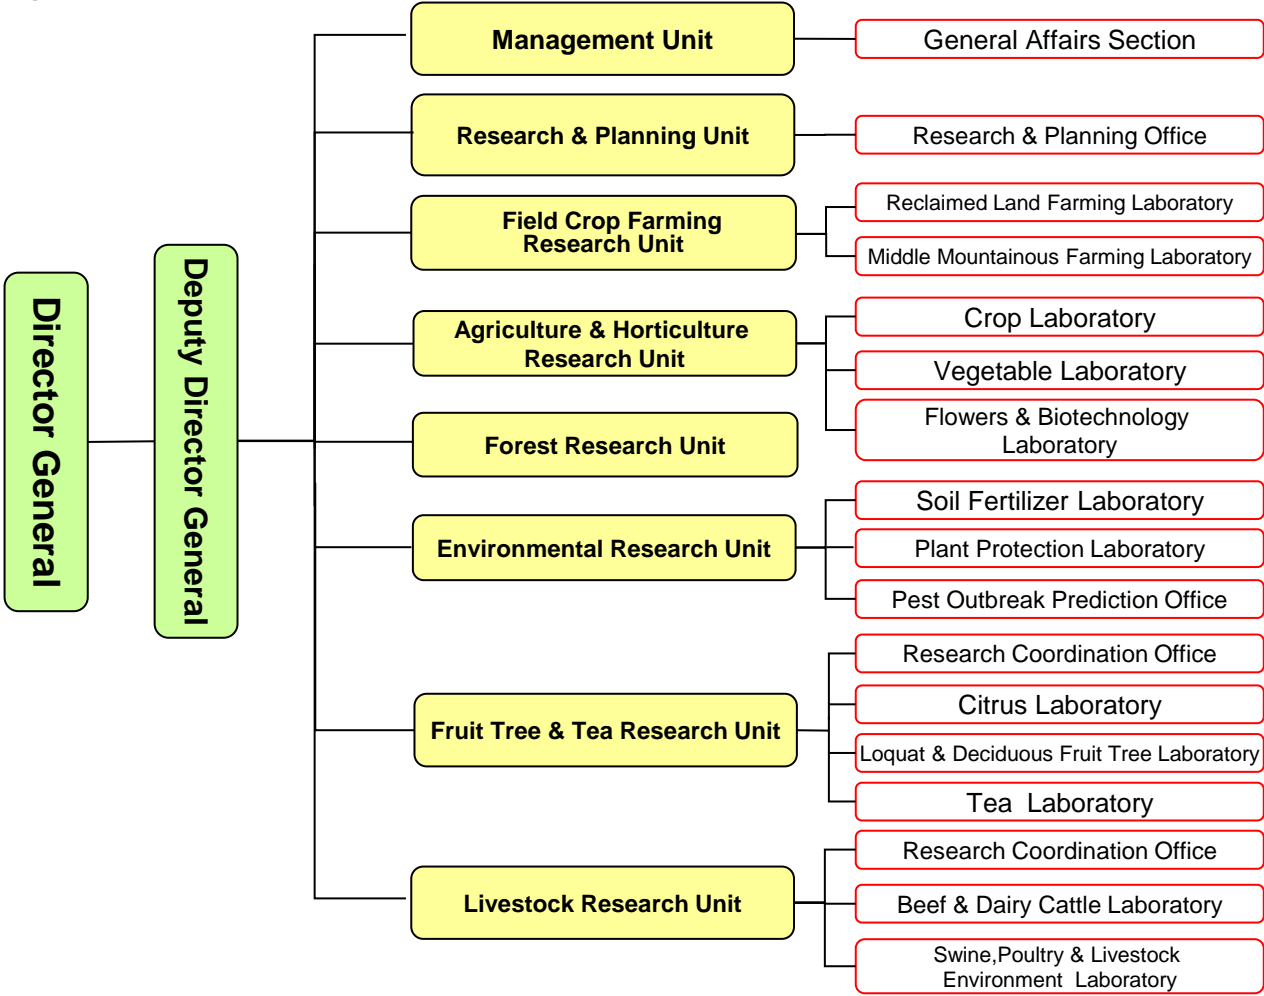 Director General
Deputy Director General
Management Unit
General Affairs Section
Research & Planning Unit
Research & Planning Office
Field Crop Farming
Research Unit
Reclaimed Land Farming Laboratory
Middle Mountainous Farming Laboratory
Agriculture & Horticulture
Research Unit
Crop Laboratory
Vegetable Laboratory
Flowers & Biotechnology
Laboratory
Forest Research Unit
Environmental Research Unit
Soil Fertilizer Laboratory
Plant Protection Laboratory
Pest Outbreak Prediction Office
Fruit Tree & Tea Research Unit
Research Coordination Office
Citrus Laboratory
Loquat & Deciduous Fruit Tree Laboratory
Tea  Laboratory
Livestock Research Unit
Research Coordination Office
Beef & Dairy Cattle Laboratory
Swine,Poultry & Livestock
Environment  Laboratory